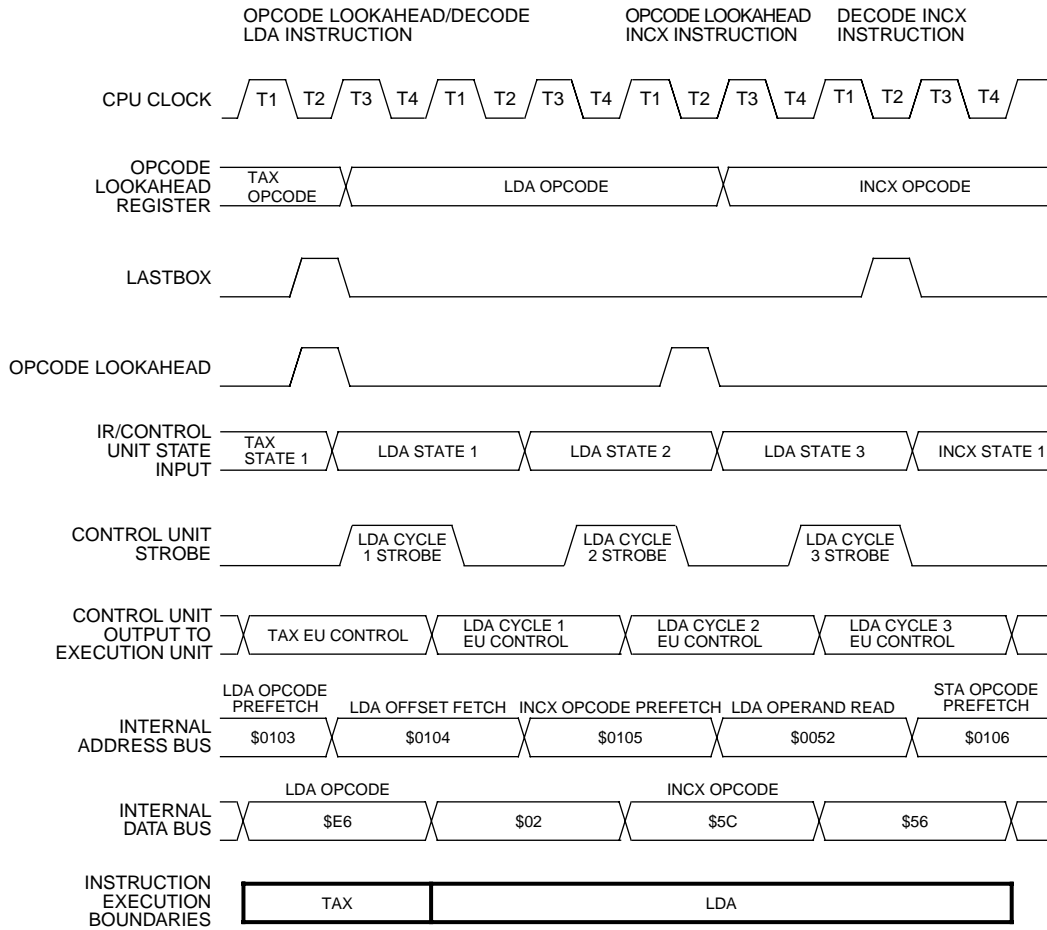 OPCODE LOOKAHEAD/DECODE
LDA INSTRUCTION
OPCODE LOOKAHEAD
INCX INSTRUCTION
DECODE INCX
INSTRUCTION
CPU CLOCK
T1 T2 T3 T4 T1 T2 T3 T4 T1 T2 T3 T4 T1 T2 T3 T4
OPCODE
LOOKAHEAD
REGISTER
TAX
OPCODE
LDA OPCODE
INCX OPCODE
LASTBOX
OPCODE LOOKAHEAD
IR/CONTROL
UNIT STATE
INPUT
TAX
STATE 1
LDA STATE 1
LDA STATE 2
LDA STATE 3
INCX STATE 1
CONTROL UNIT
STROBE
LDA CYCLE
1 STROBE
LDA CYCLE
2 STROBE
LDA CYCLE
3 STROBE
CONTROL UNIT
OUTPUT TO
EXECUTION UNIT
TAX EU CONTROL
LDA CYCLE 1
EU CONTROL
LDA CYCLE 2
EU CONTROL
LDA CYCLE 3
EU CONTROL
INTERNAL
ADDRESS BUS
LDA OPCODE
PREFETCH
LDA OFFSET FETCH
INCX OPCODE PREFETCH
LDA OPERAND READ
STA OPCODE
PREFETCH
$0103
$0104
$0105
$0052
$0106
INTERNAL
DATA BUS
LDA OPCODE
INCX OPCODE
$E6
$02
$5C
$56
INSTRUCTION
EXECUTION
BOUNDARIES
TAX
LDA